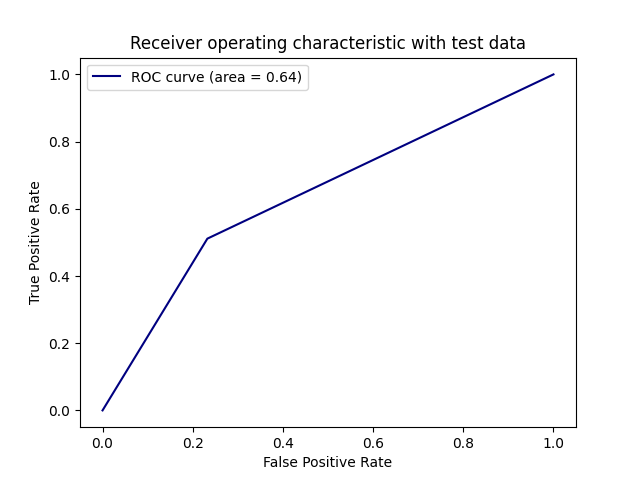 Receiver operating characteristic with test data
ROC curve (area = 0.64)
1.0
0.8
0.6
0.4
0.2
0.0
True Positive Rate
0.0 0.2 0.4 0.6 0.8 1.0
False Positive Rate